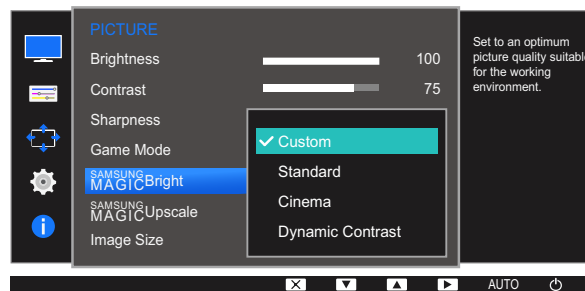 PICTURE
Brightness 100
Contrast 75
Sharpness
Game Mode
SAMSUNG
MAGICBright
SAMSUNG
MAGICUpscale
Image Size
Custom
Standard
Cinema
Dynamic Contrast
Set to an optimum
picture quality suitable
for the working
environment.
AUTO